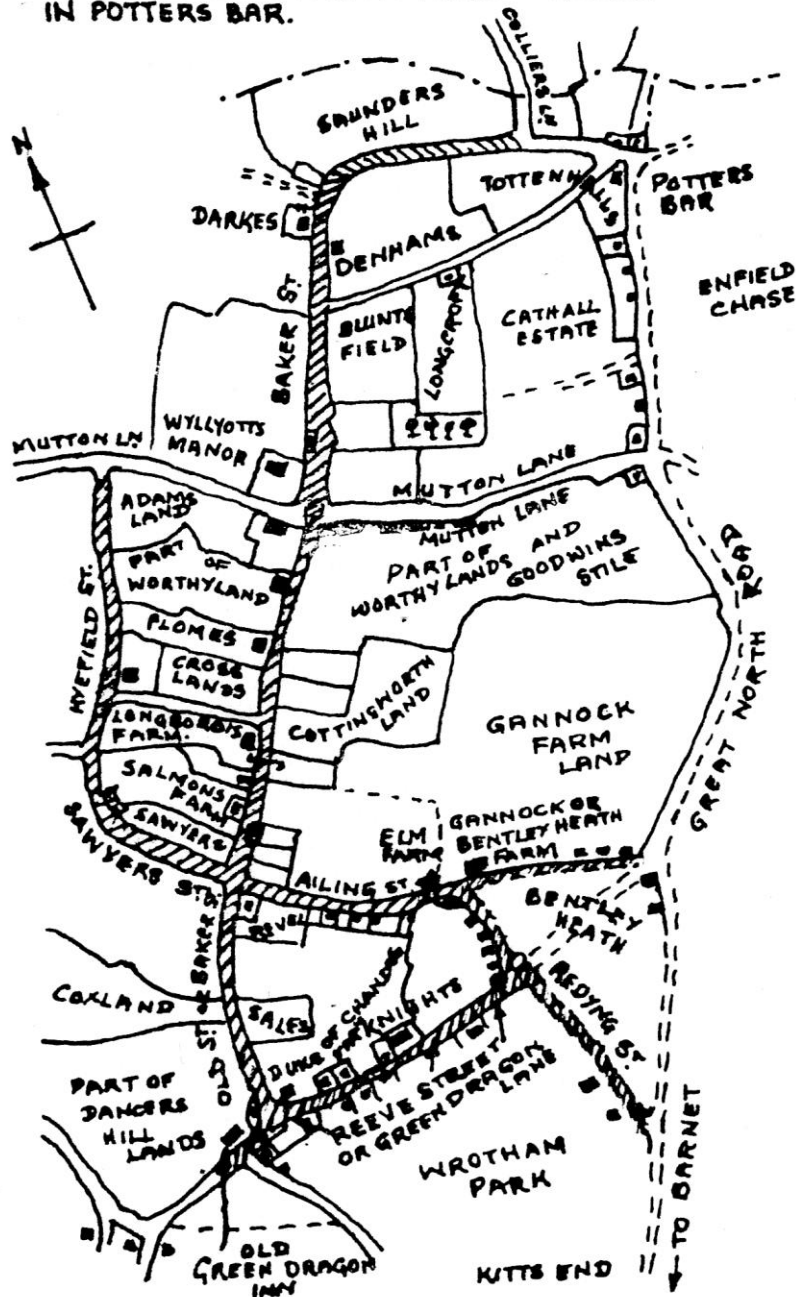 IN POTTERS BAR.
COLLIERS LN.
SAUNDERS
HILL
N
TOTTENHALLS
POTTERS
BAR
DARKES
DENHAMS
ENFIELD
CHASE
BAKER ST.
BLUNTS
FIELD
LONGCROFT
CATHALL
ESTATE
WYLLYOTTS
MANOR
MUTTON LN.
MUTTON LANE
ADAMS
LAND
MUTTON LANE
PART OF
WORTHYLANDS AND
GOODWINS
STILE
PART OF
WORTHYLAND
GREAT NORTH ROAD
HYEFIELD ST.
PLOMES
CROSS
LANDS
COTTINGSWORTH
LAND
LONGBORDIS
FARM.
GANNOCK
FARM
LAND
SALMONS
FARM
SAWYERS
SAWYERS ST.
ELM
FARM
GANNOCK OR
BENTLEY HEATH
FARM
AILING ST.
BENTLEY
HEATH
REVEL
OR BAKER ST.
REDYNG ST.
COXLAND
SALES
DUKE OF CHANDOS
KNIGHTS
PART OF
DANCERS
HILL
LANDS
REEVE STREET
OR GREEN DRAGON
LANE
WROTHAM
PARK
TO BARNET
OLD
GREEN DRAGON
INN
KITTS END